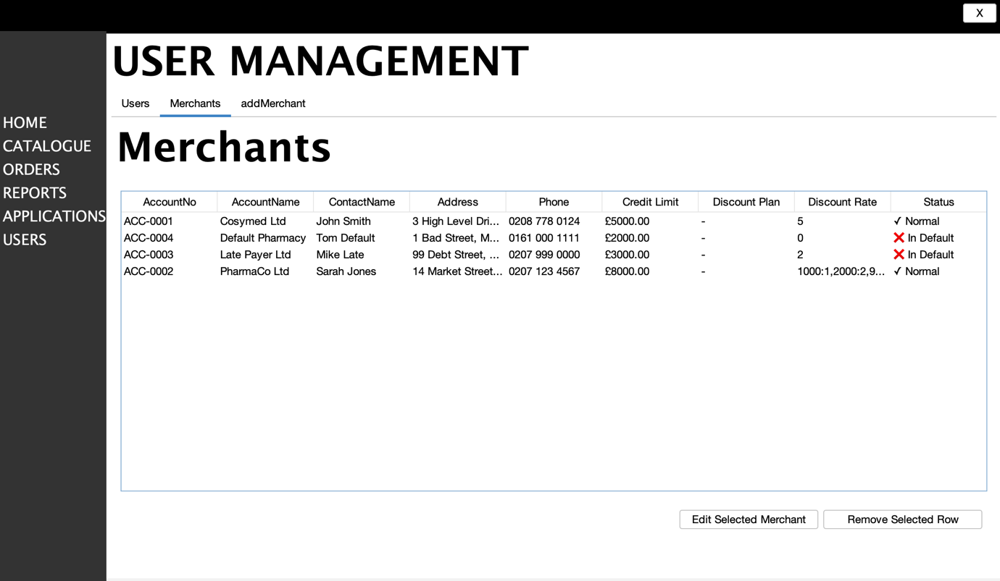 X
USER MANAGEMENT
Users Merchants addMerchant
HOME
CATALOGUE
ORDERS
REPORTS
APPLICATIONS
USERS
Merchants
AccountNo AccountName ContactName Address Phone Credit Limit Discount Plan Discount Rate Status
ACC-0001 Cosymed Ltd John Smith 3 High Level Dri... 0208 778 0124 £5000.00 - 5 ✓ Normal
ACC-0004 Default Pharmacy Tom Default 1 Bad Street, M... 0161 000 1111 £2000.00 - 0 ❌ In Default
ACC-0003 Late Payer Ltd Mike Late 99 Debt Street, ... 0207 999 0000 £3000.00 - 2 ❌ In Default
ACC-0002 PharmaCo Ltd Sarah Jones 14 Market Street... 0207 123 4567 £8000.00 - 1000:1,2000:2,9... ✓ Normal
Edit Selected Merchant Remove Selected Row